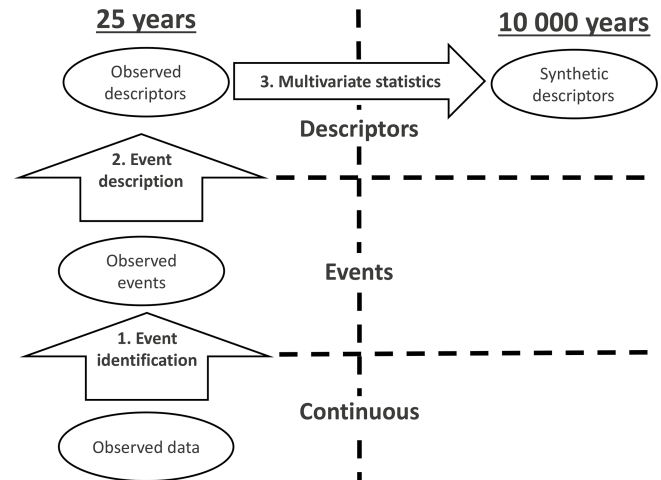 25 years
10 000 years
Observed
descriptors
3. Multivariate statistics
Synthetic
descriptors
Descriptors
2. Event
description
Observed
events
Events
1. Event
identification
Continuous
Observed data